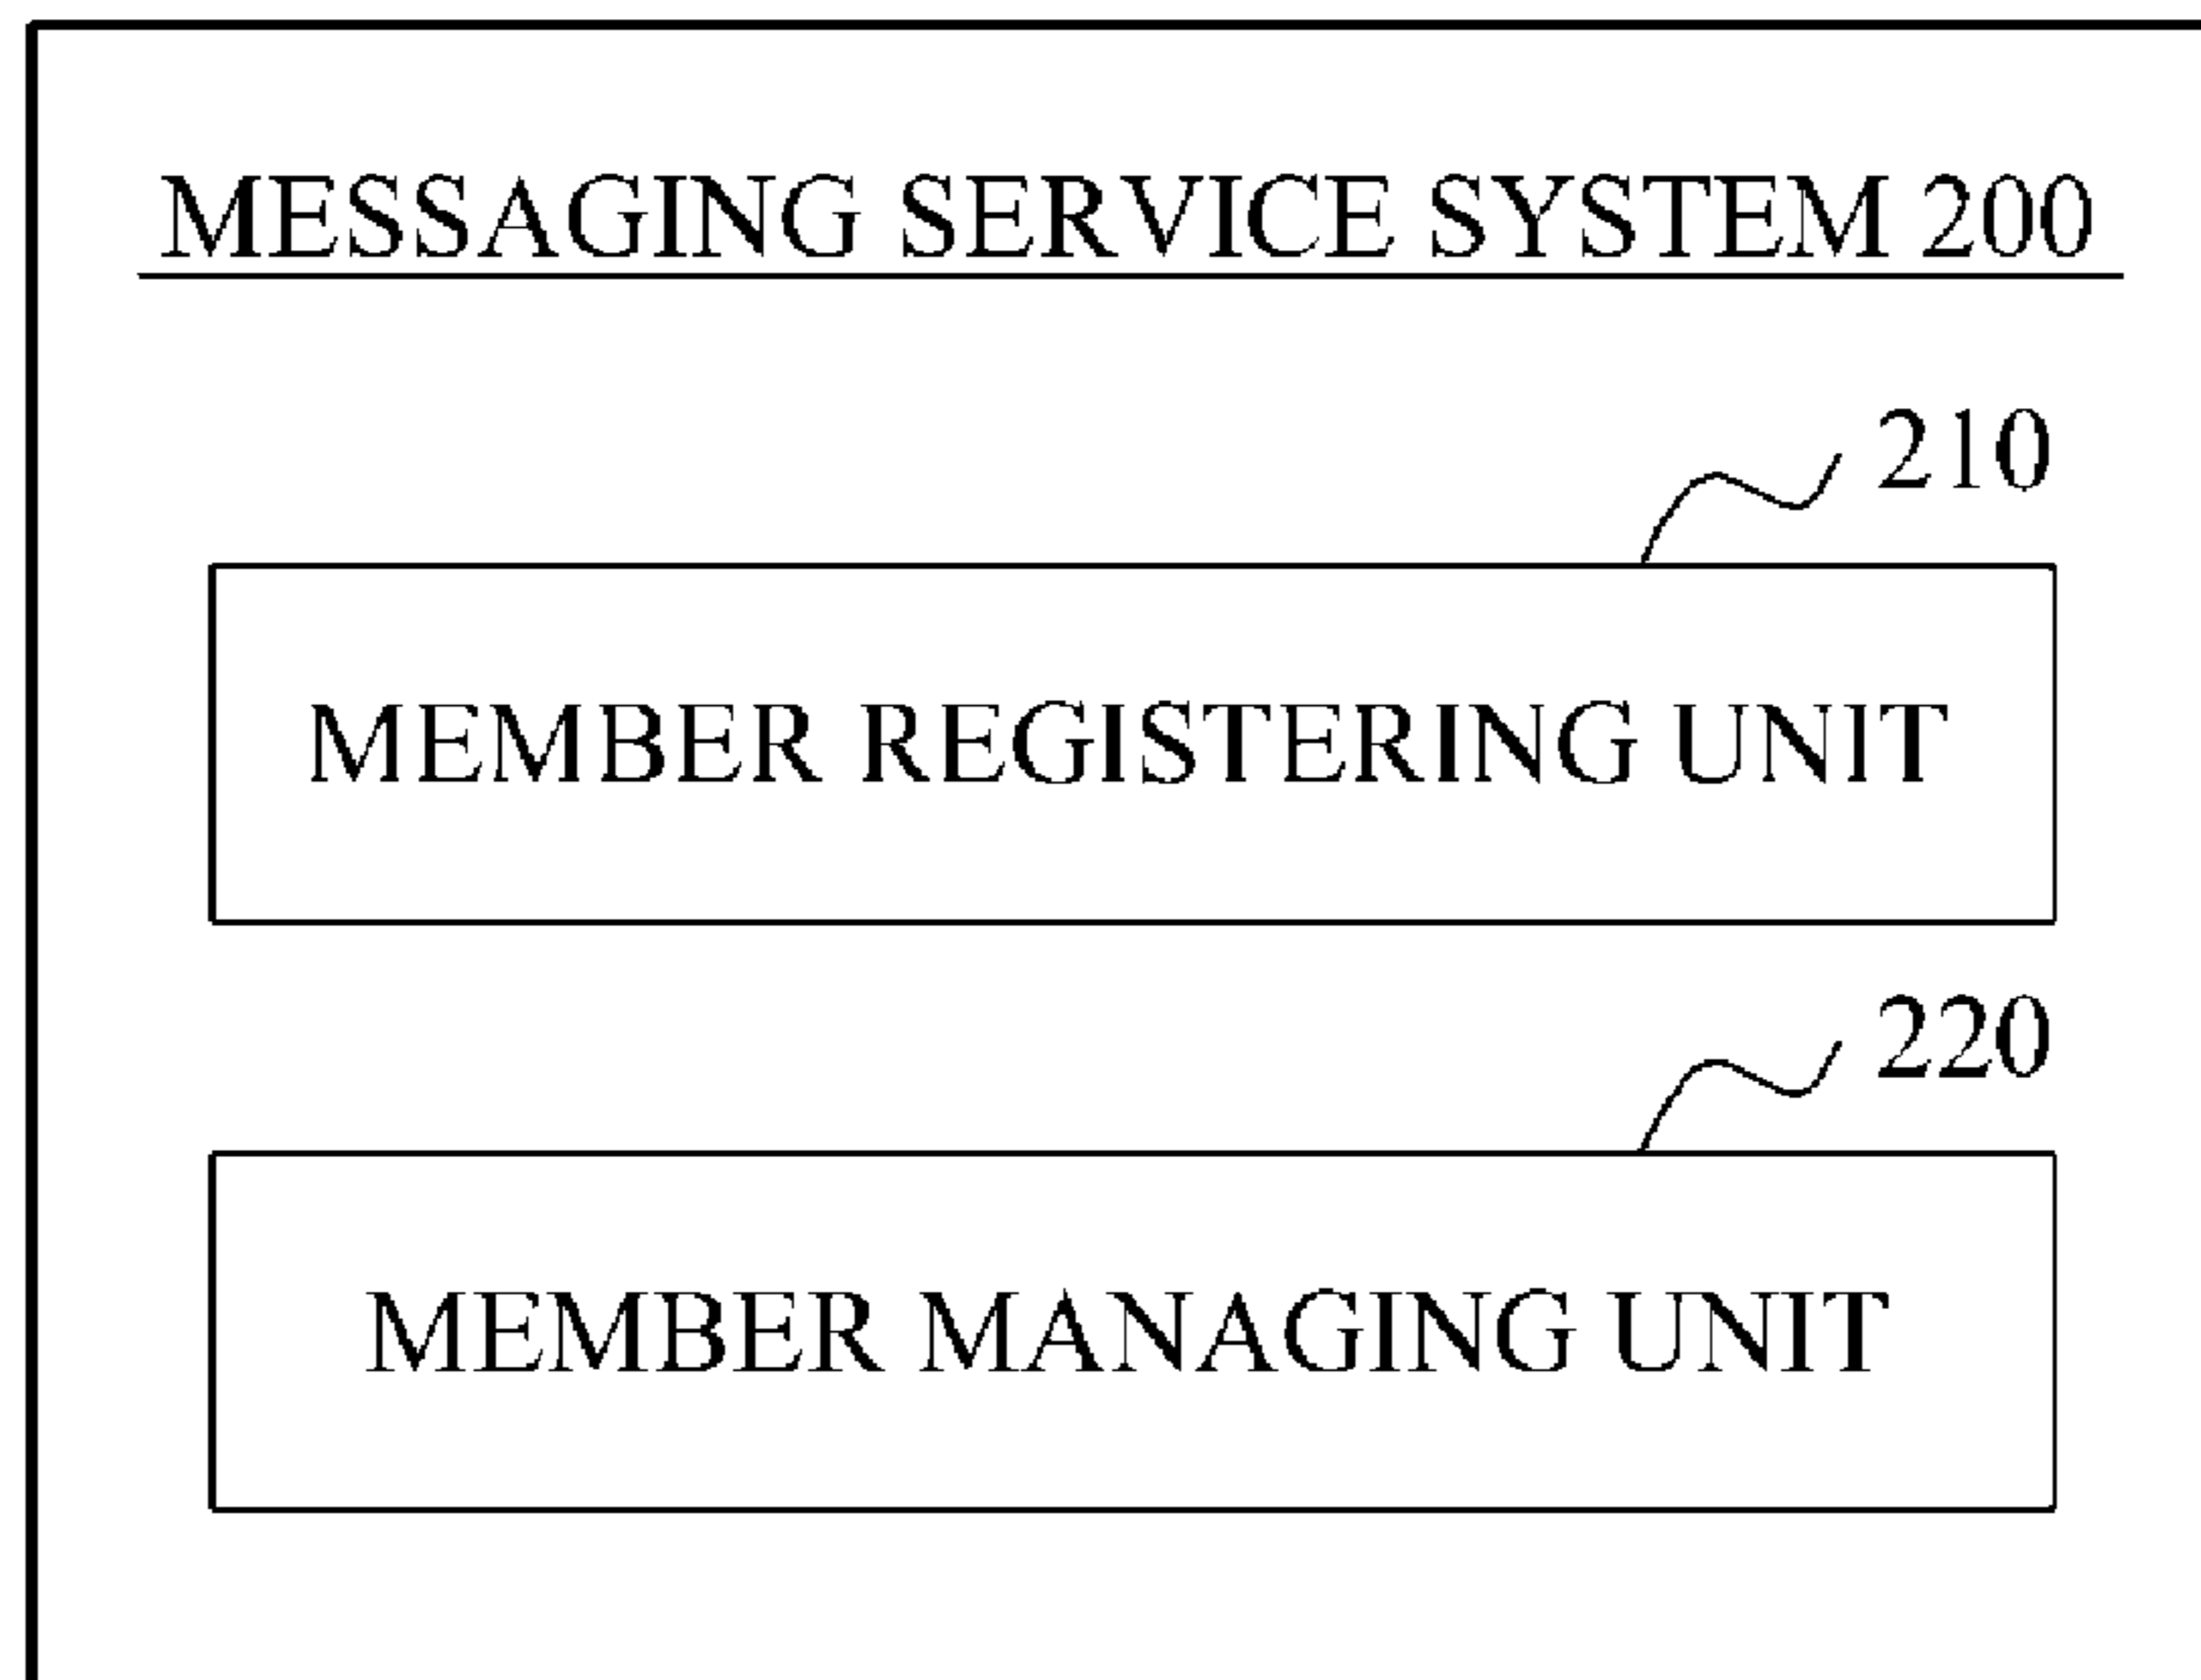 MESSAGING SERVICE SYSTEM 200
210
MEMBER REGISTERING UNIT
220
MEMBER MANAGING UNIT